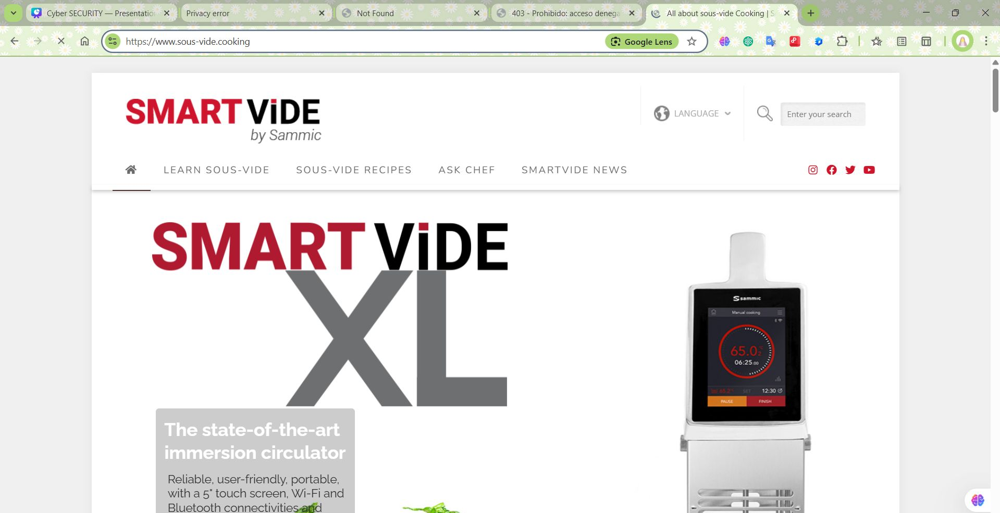 Cyber SECURITY — Presentation
Privacy error
Not Found
403 - Prohibido: acceso denega
All about sous-vide Cooking | S
https://www.sous-vide.cooking
Google Lens
SMART ViDE
by Sammic
LANGUAGE
Enter your search
LEARN SOUS-VIDE
SOUS-VIDE RECIPES
ASK CHEF
SMARTVIDE NEWS
SMART ViDE
XL
sammic
Manual cooking
65.0
06:25:00
65.2
SET
12:30
PAUSE
FINISH
The state-of-the-art
immersion circulator
Reliable, user-friendly, portable,
with a 5" touch screen, Wi-Fi and
Bluetooth connectivities and